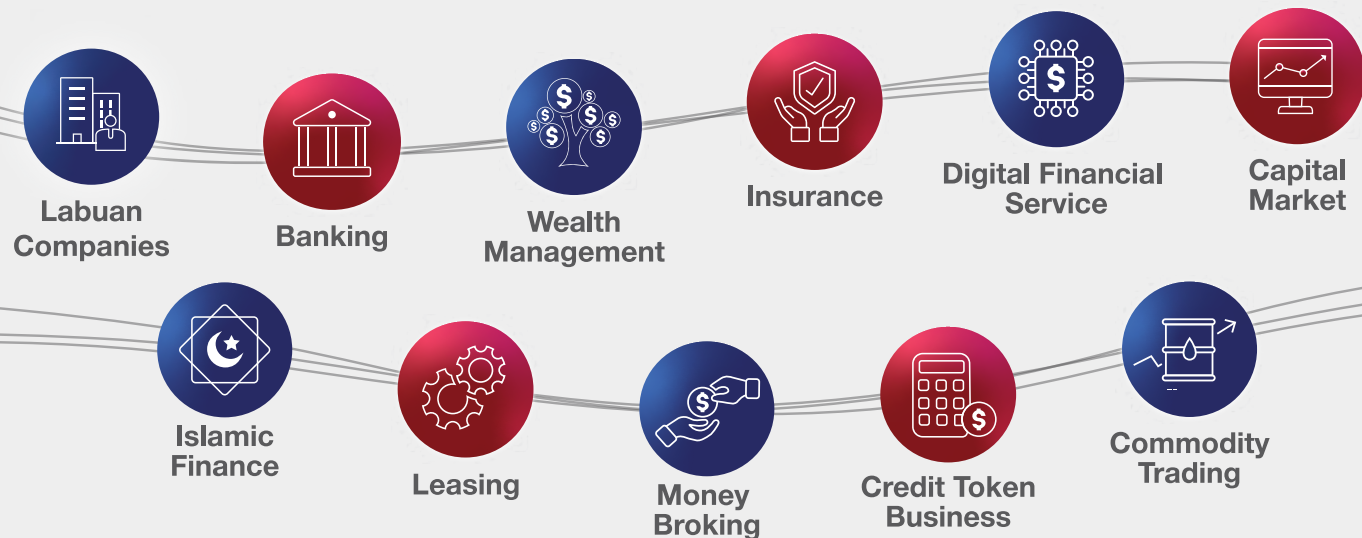 Labuan
Companies
Banking
Wealth
Management
Insurance
Digital Financial
Service
Capital
Market
Islamic
Finance
Leasing
Money
Broking
Credit Token
Business
Commodity
Trading